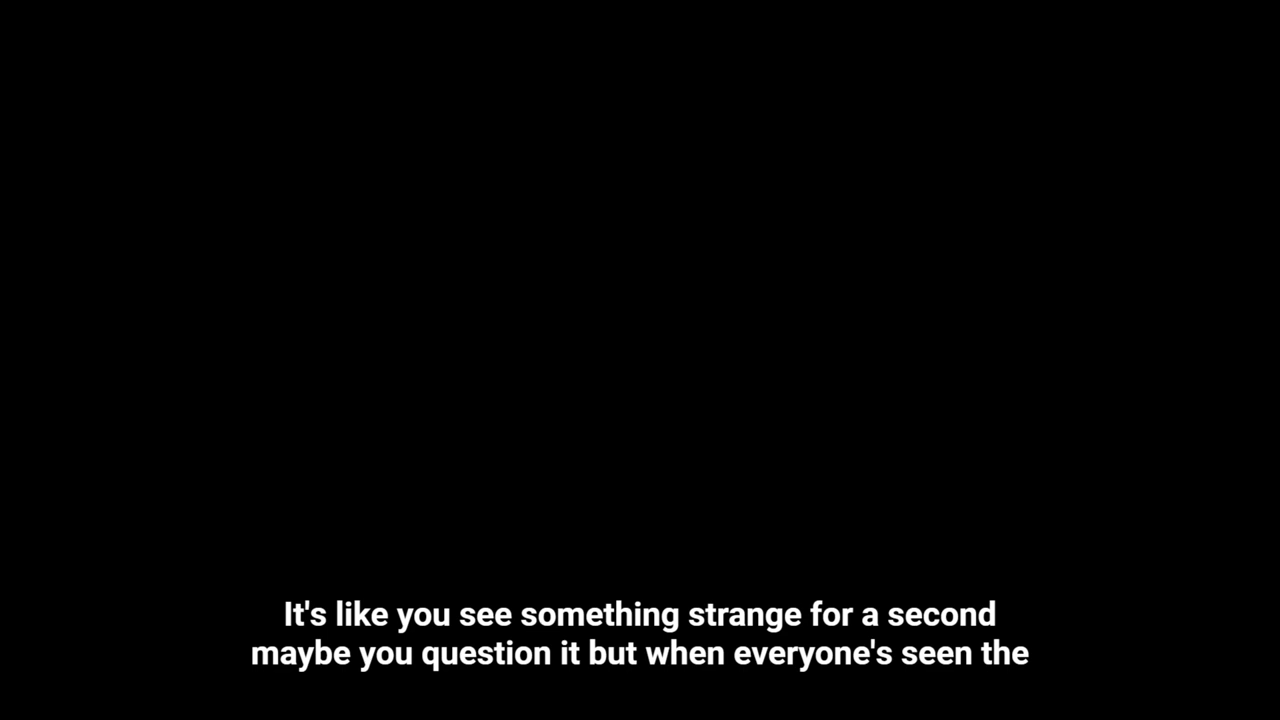 It's like you see something strange for a second
maybe you question it but when everyone's seen the